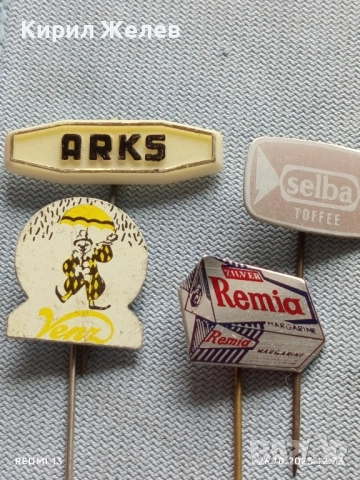 Кирил Желев
ARKS
selba
TOFFEE
Venz
ZILVER
Remia
MARGARINE
Remia
MARGARINE
REDMI 13